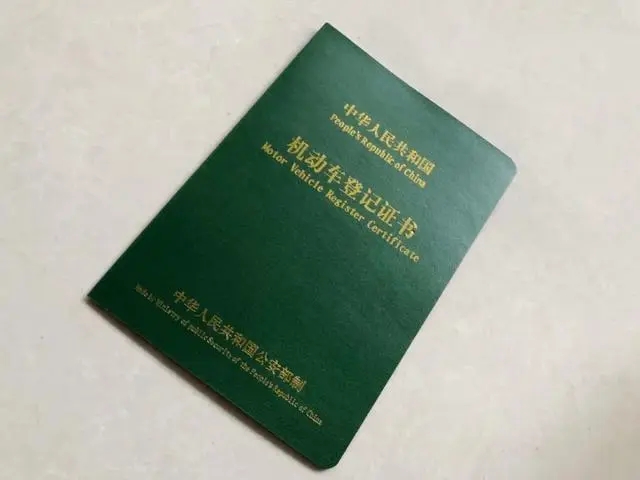 中华人民共和国
People's Republic of China
机动车登记证书
Motor Vehicle Register Certificate
中华人民共和国公安部制
Made by Ministry of public Security of the People's Republic of China